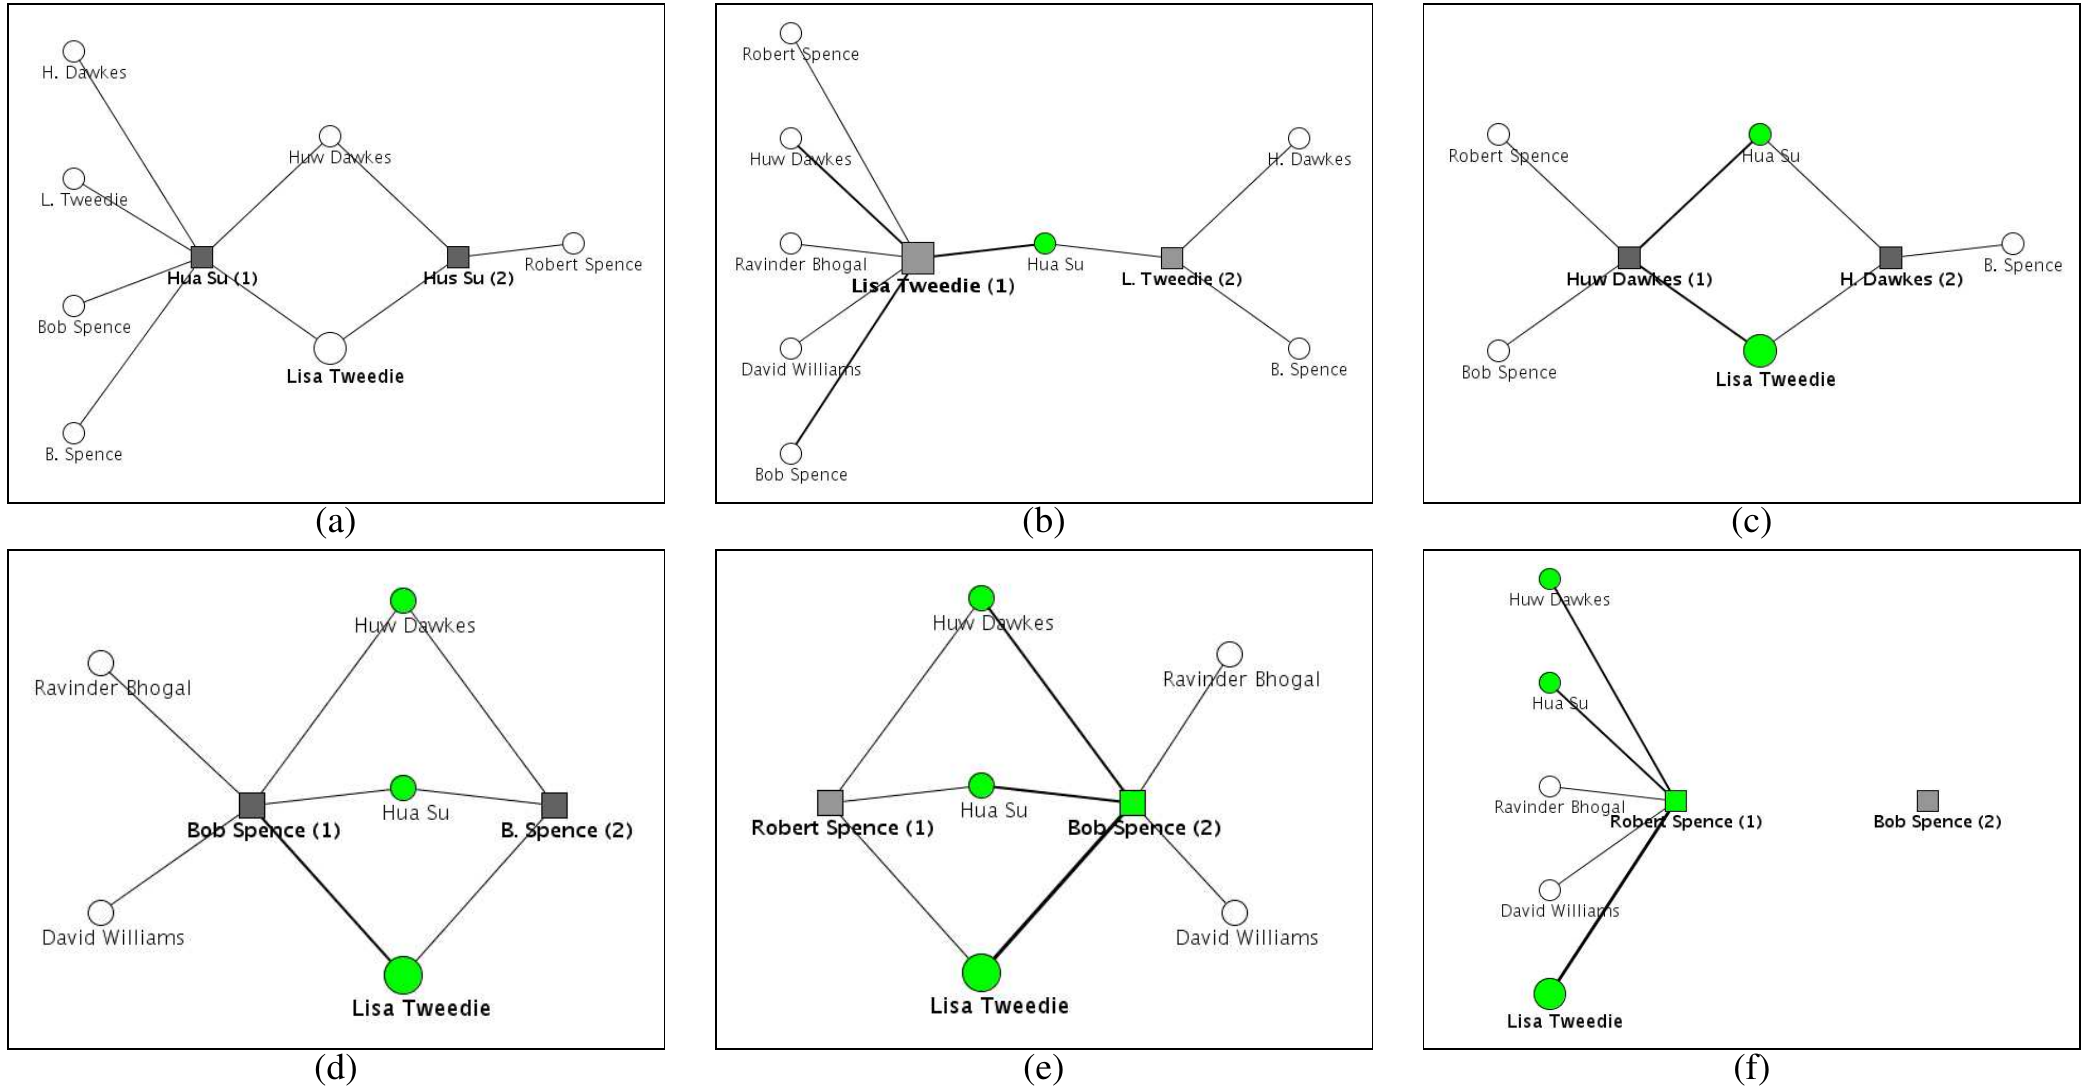 H. Dawkes
Huw Dawkes
L. Tweedie
Hua Su (1)
Hus Su (2)
Robert Spence
Bob Spence
Lisa Tweedie
B. Spence
(a)
Robert Spence
Huw Dawkes
H. Dawkes
Ravinder Bhogal
Hua Su
Lisa Tweedie (1)
L. Tweedie (2)
David Williams
B. Spence
Bob Spence
(b)
Robert Spence
Hua Su
Huw Dawkes (1)
H. Dawkes (2)
B. Spence
Bob Spence
Lisa Tweedie
(c)
Huw Dawkes
Ravinder Bhogal
Hua Su
Bob Spence (1)
B. Spence (2)
David Williams
Lisa Tweedie
(d)
Huw Dawkes
Ravinder Bhogal
Hua Su
Robert Spence (1)
Bob Spence (2)
David Williams
Lisa Tweedie
(e)
Huw Dawkes
Hua Su
Ravinder Bhogal
Robert Spence (1)
Bob Spence (2)
David Williams
Lisa Tweedie
(f)